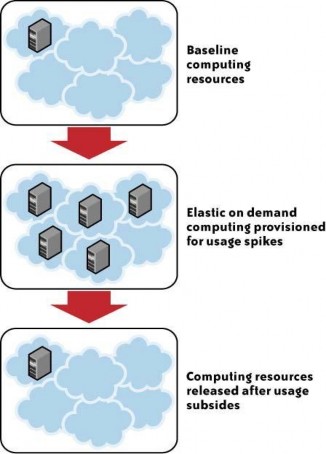 Baseline
computing
resources
Elastic on demand
computing provisioned
for usage spikes
Computing resources
released after usage
subsides